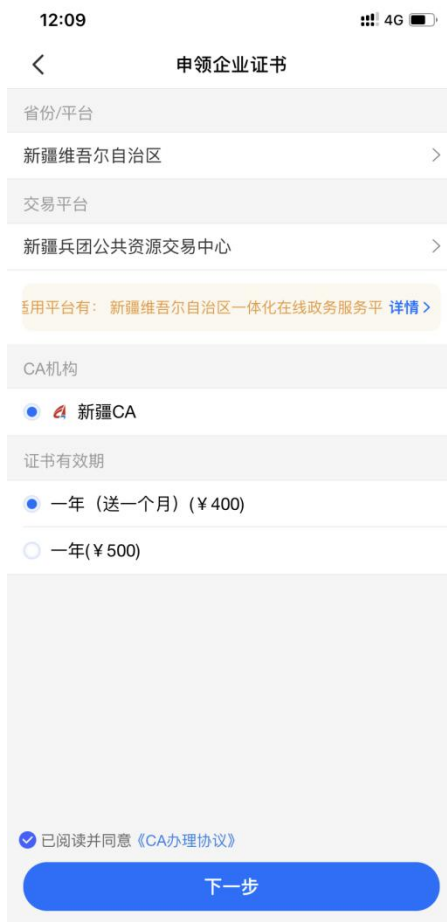 12:09
4G
申领企业证书
省份/平台
新疆维吾尔自治区
交易平台
新疆兵团公共资源交易中心
适用平台有： 新疆维吾尔自治区一体化在线政务服务平 详情
CA机构
新疆CA
证书有效期
一年（送一个月）(￥400)
一年(￥500)
已阅读并同意《CA办理协议》
下一步